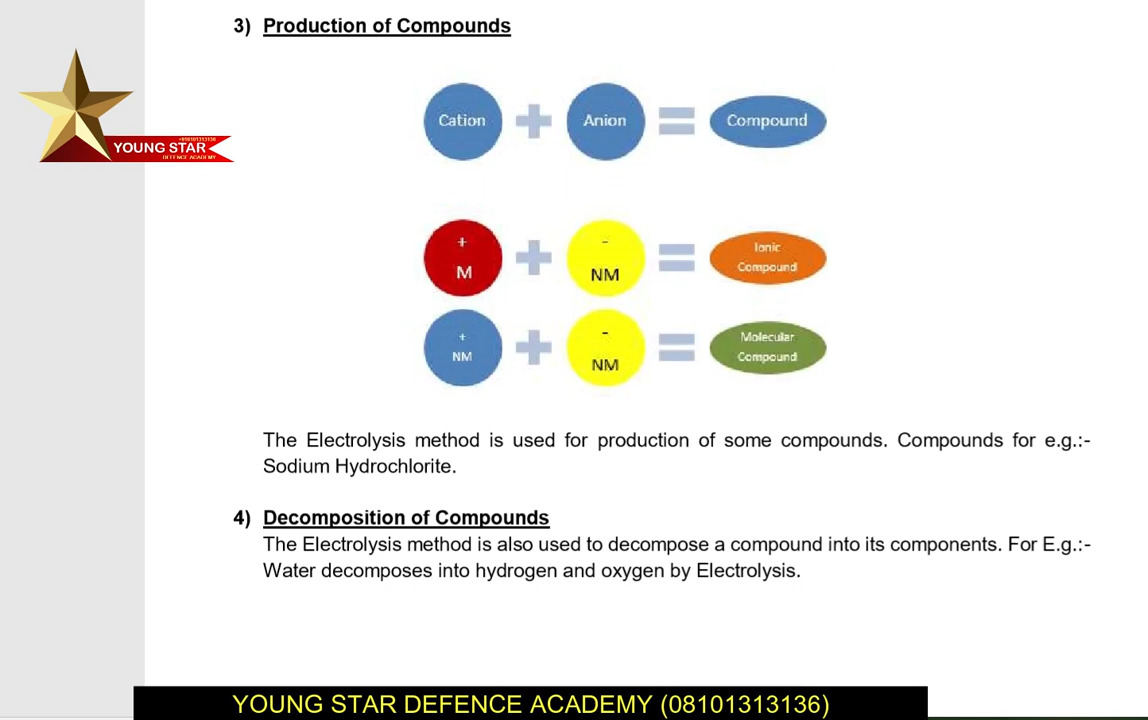 3) Production of Compounds
+918101313136
YOUNG STAR
DEFENCE ACADEMY
Cation + Anion = Compound
+ - Ionic
M + NM = Compound
+ - Molecular
NM + NM = Compound
The Electrolysis method is used for production of some compounds. Compounds for e.g.:-
Sodium Hydrochlorite.
4) Decomposition of Compounds
The Electrolysis method is also used to decompose a compound into its components. For E.g.:-
Water decomposes into hydrogen and oxygen by Electrolysis.
YOUNG STAR DEFENCE ACADEMY (08101313136)